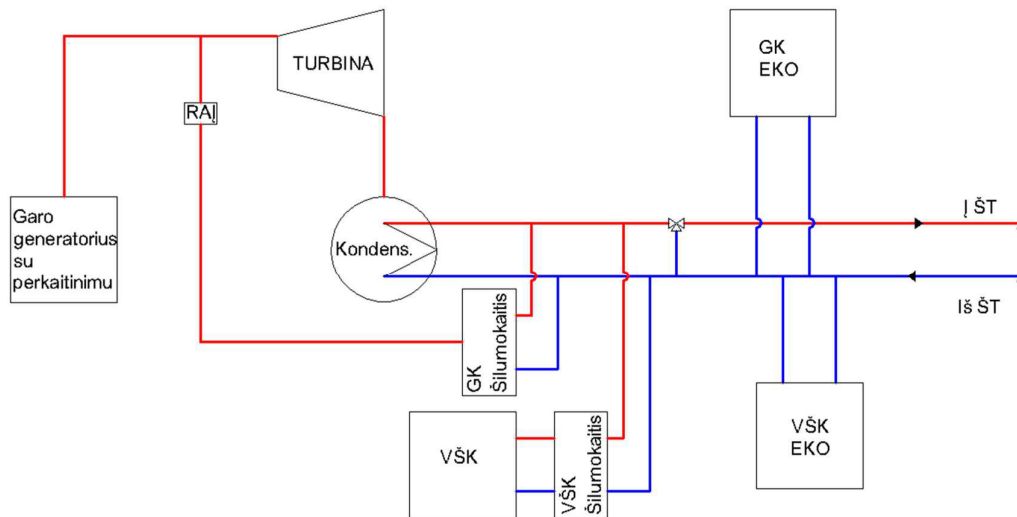 TURBINA
GK
EKO
RAĮ
Garo
generatorius
su
perkaitinimu
Kondens.
Į ŠT
Iš ŠT
GK
Šilumokaitis
VŠK
VŠK
Šilumokaitis
VŠK
EKO